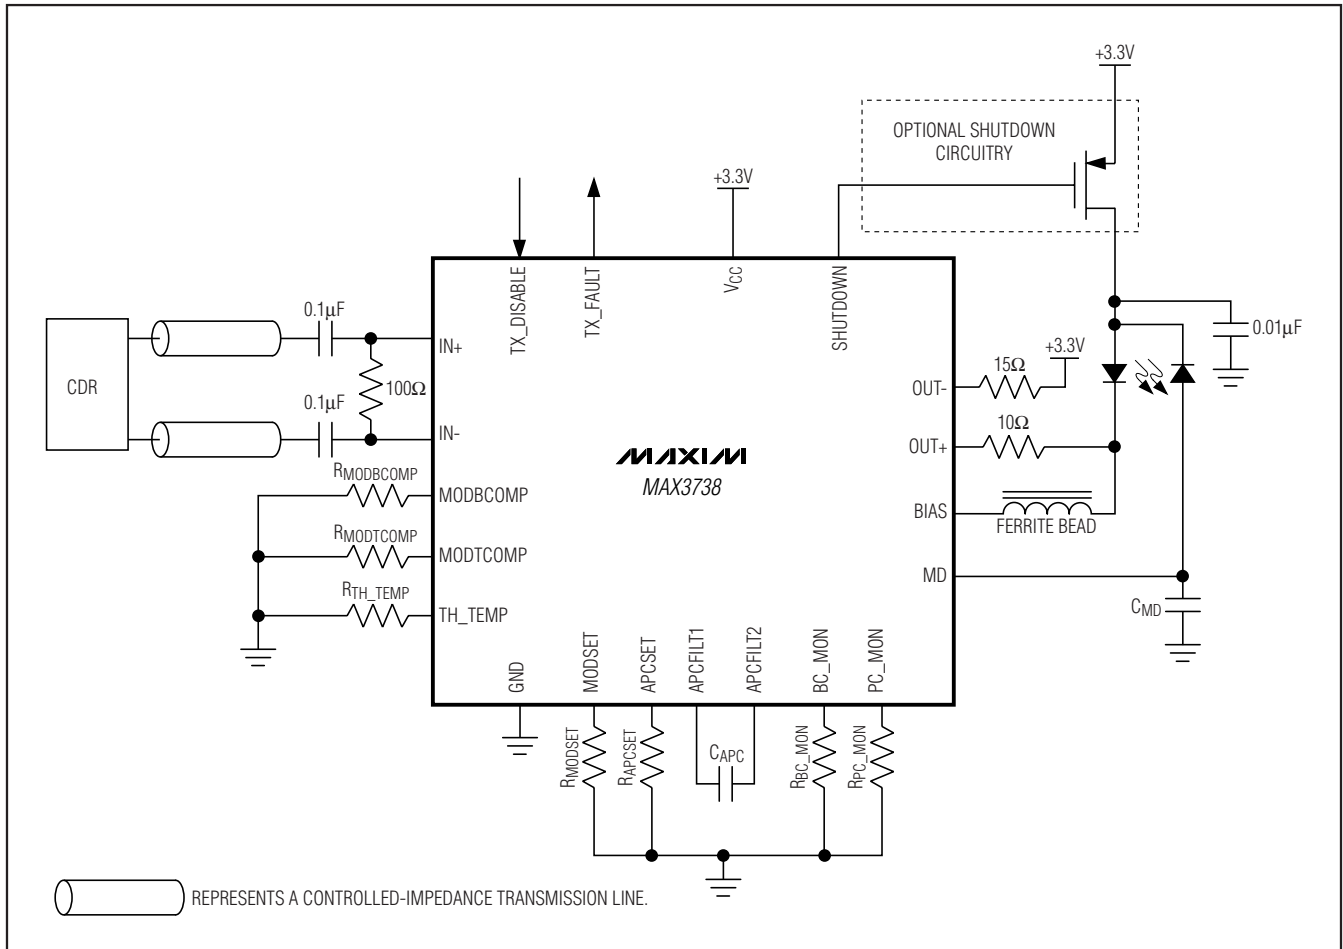 +3.3V
OPTIONAL SHUTDOWN
CIRCUITRY
+3.3V
TX_DISABLE
TX_FAULT
VCC
SHUTDOWN
0.1µF
IN+
CDR
100Ω
0.1µF
IN-
0.01µF
+3.3V
15Ω
OUT-
10Ω
OUT+
MAXIM
MAX3738
RMODBCOMP
MODBCOMP
BIAS
FERRITE BEAD
RMODTCOMP
MODTCOMP
MD
RTH_TEMP
TH_TEMP
CMD
GND
MODSET
APCSET
APCFILT1
APCFILT2
BC_MON
PC_MON
RMODSET
RAPCSET
CAPC
RBC_MON
RPC_MON
REPRESENTS A CONTROLLED-IMPEDANCE TRANSMISSION LINE.